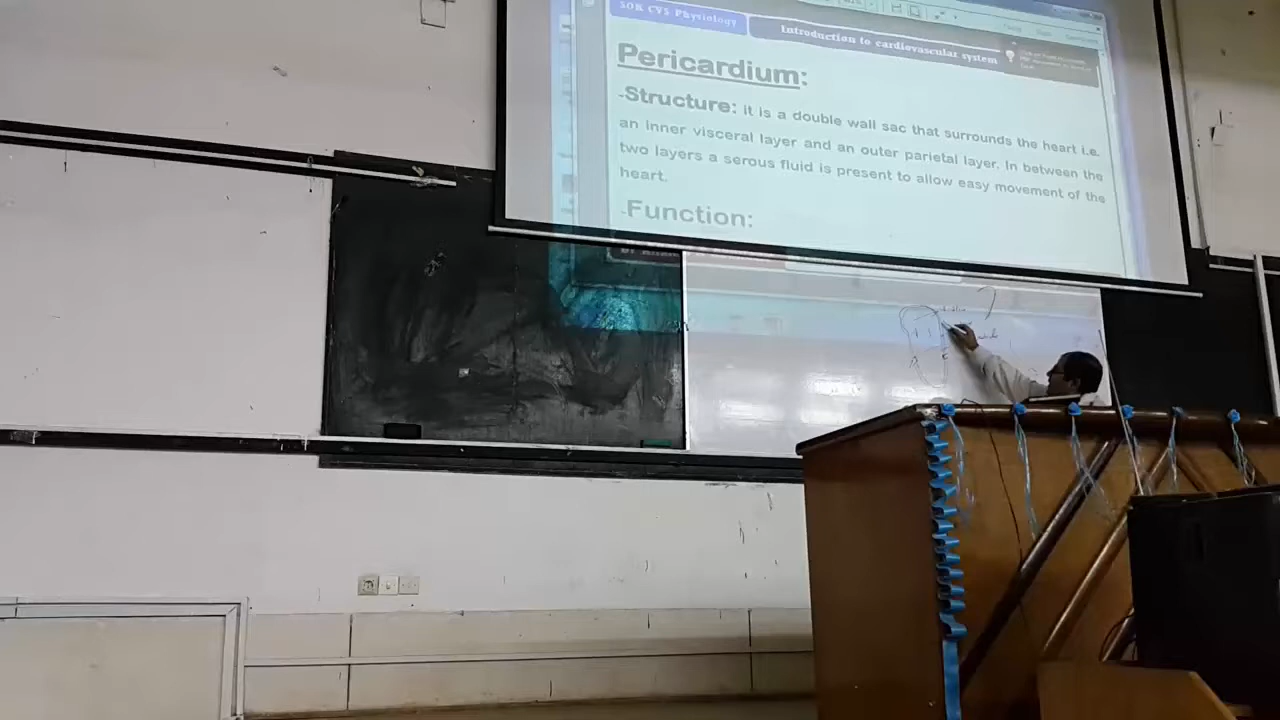 SOK CVS Physiology
Introduction to cardiovascular system
Pericardium:
-Structure: it is a double wall sac that surrounds the heart i.e.
an inner visceral layer and an outer parietal layer. In between the
two layers a serous fluid is present to allow easy movement of the
heart.
-Function: